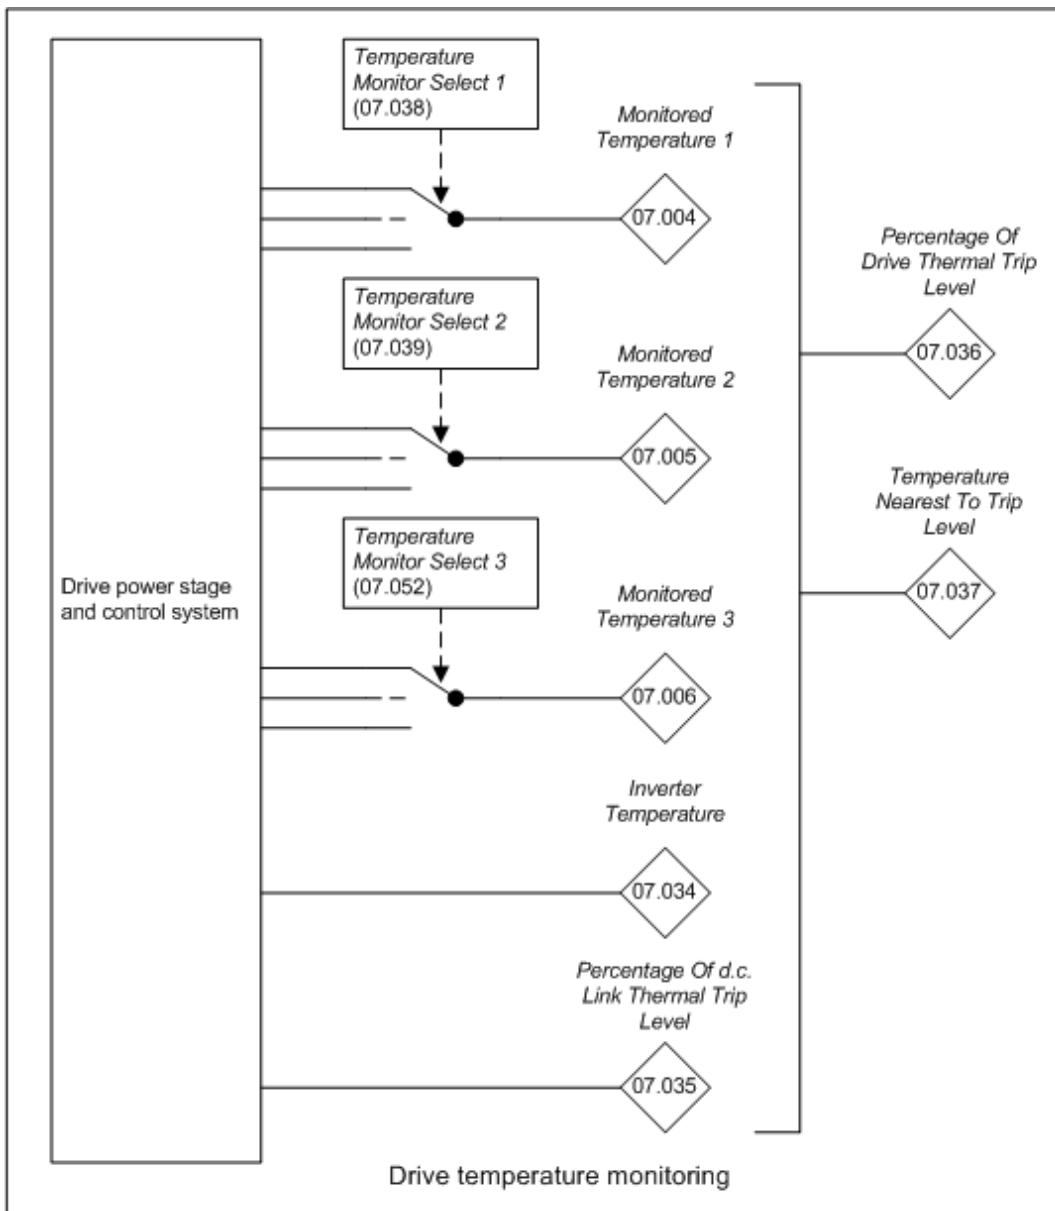 Temperature
Monitor Select 1
(07.038)
Monitored
Temperature 1
07.004
Percentage Of
Drive Thermal Trip
Level
07.036
Temperature
Monitor Select 2
(07.039)
Monitored
Temperature 2
07.005
Temperature
Nearest To Trip
Level
07.037
Temperature
Monitor Select 3
(07.052)
Drive power stage
and control system
Monitored
Temperature 3
07.006
Inverter
Temperature
07.034
Percentage Of d.c.
Link Thermal Trip
Level
07.035
Drive temperature monitoring